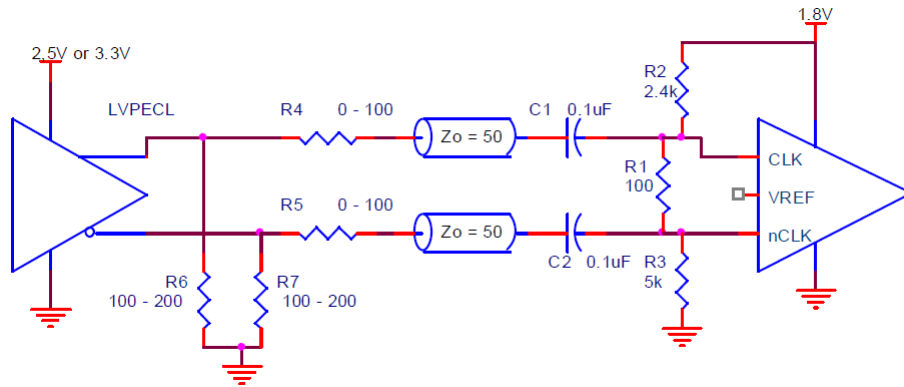 1.8V
2.5V or 3.3V
LVPECL
R2
2.4k
R4
0 - 100
C1
0.1uF
Zo = 50
R1
100
CLK
VREF
nCLK
R5
0 - 100
Zo = 50
C2
0.1uF
R3
5k
R6
100 - 200
R7
100 - 200